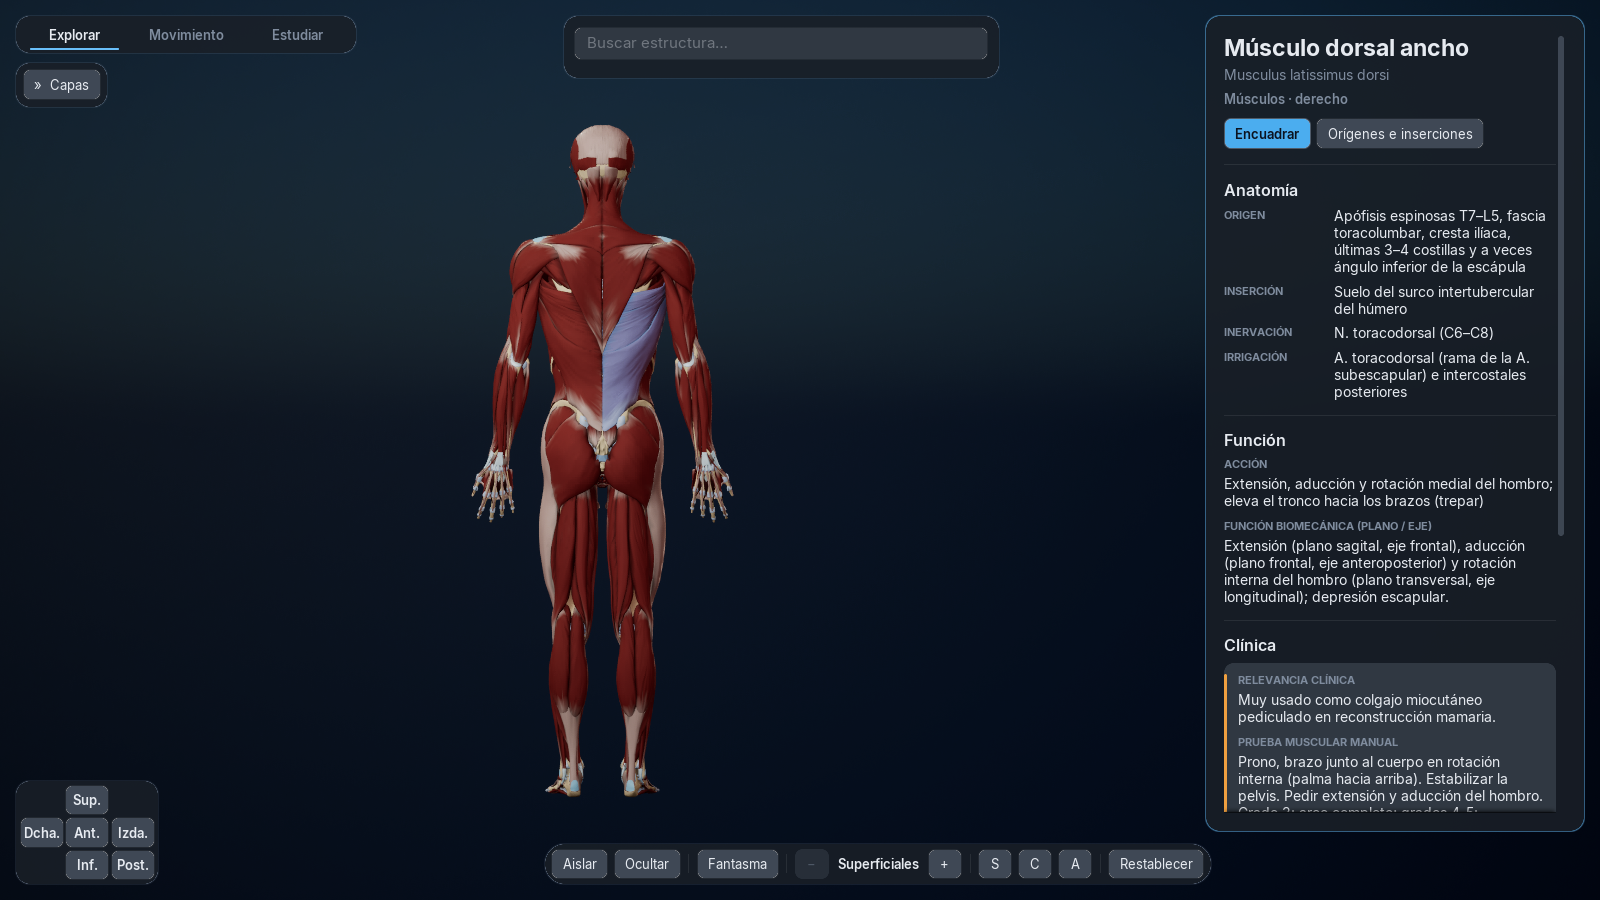 Explorar
Movimiento
Estudiar
» Capas
Buscar estructura...
Músculo dorsal ancho
Musculus latissimus dorsi
Músculos · derecho
Encuadrar
Orígenes e inserciones
Anatomía
ORIGEN
Apófisis espinosas T7–L5, fascia
toracolumbar, cresta ilíaca,
últimas 3–4 costillas y a veces
ángulo inferior de la escápula
INSERCIÓN
Suelo del surco intertubercular
del húmero
INERVACIÓN
N. toracodorsal (C6–C8)
IRRIGACIÓN
A. toracodorsal (rama de la A.
subescapular) e intercostales
posteriores
Función
ACCIÓN
Extensión, aducción y rotación medial del hombro;
eleva el tronco hacia los brazos (trepar)
FUNCIÓN BIOMECÁNICA (PLANO / EJE)
Extensión (plano sagital, eje frontal), aducción
(plano frontal, eje anteroposterior) y rotación
interna del hombro (plano transversal, eje
longitudinal); depresión escapular.
Clínica
RELEVANCIA CLÍNICA
Muy usado como colgajo miocutáneo
pediculado en reconstrucción mamaria.
PRUEBA MUSCULAR MANUAL
Prono, brazo junto al cuerpo en rotación
interna (palma hacia arriba). Estabilizar la
pelvis. Pedir extensión y aducción del hombro.
Sup.
Dcha.
Ant.
Izda.
Inf.
Post.
Aislar
Ocultar
Fantasma
–
Superficiales
+
S
C
A
Restablecer